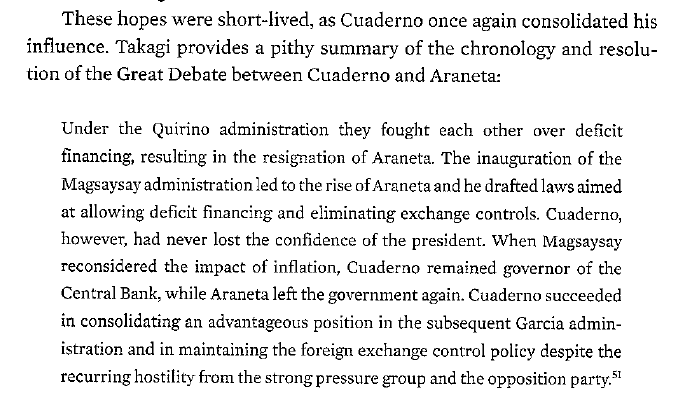 These hopes were short-lived, as Cuaderno once again consolidated his
influence. Takagi provides a pithy summary of the chronology and resolu-
tion of the Great Debate between Cuaderno and Araneta:
Under the Quirino administration they fought each other over deficit
financing, resulting in the resignation of Araneta. The inauguration of the
Magsaysay administration led to the rise of Araneta and he drafted laws aimed
at allowing deficit financing and eliminating exchange controls. Cuaderno,
however, had never lost the confidence of the president. When Magsaysay
reconsidered the impact of inflation, Cuaderno remained governor of the
Central Bank, while Araneta left the government again. Cuaderno succeeded
in consolidating an advantageous position in the subsequent Garcia admin-
istration and in maintaining the foreign exchange control policy despite the
recurring hostility from the strong pressure group and the opposition party.51